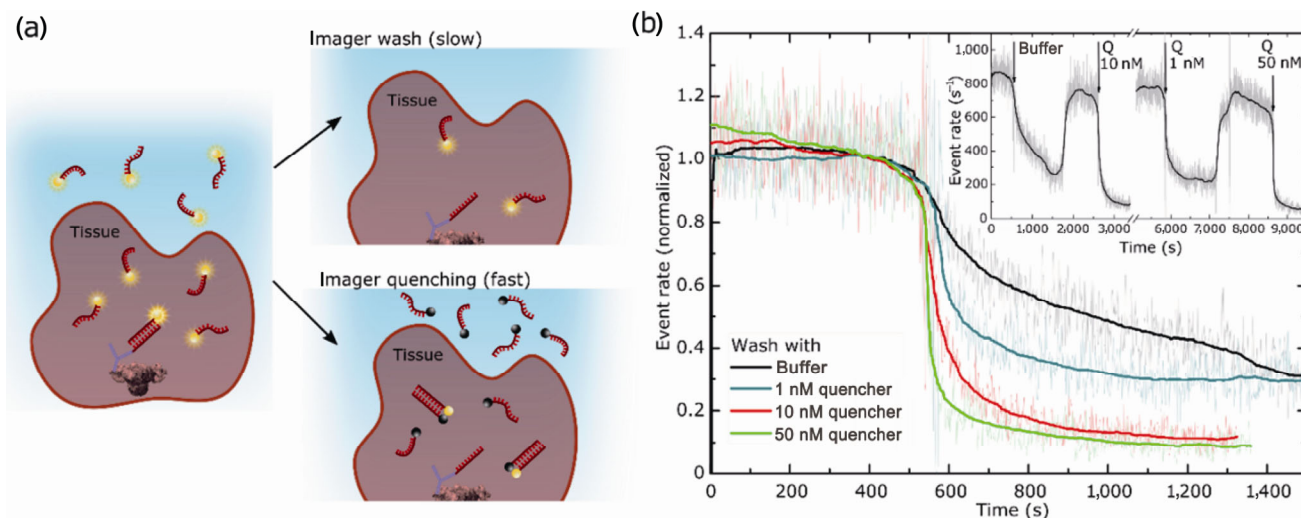 (a)
Tissue
Imager wash (slow)
Tissue
Imager quenching (fast)
Tissue
(b)
Event rate (normalized)
1.4
1.2
1.0
0.8
0.6
0.4
0.2
0
0 200 400 600 800 1,000 1,200 1,400
Time (s)
Wash with
Buffer
1 nM quencher
10 nM quencher
50 nM quencher
Event rate (s⁻¹)
1,000
800
600
400
200
0
Buffer
Q
10 nM
Q
1 nM
Q
50 nM
0 1,000 2,000 3,000 6,000 7,000 8,000 9,000
Time (s)